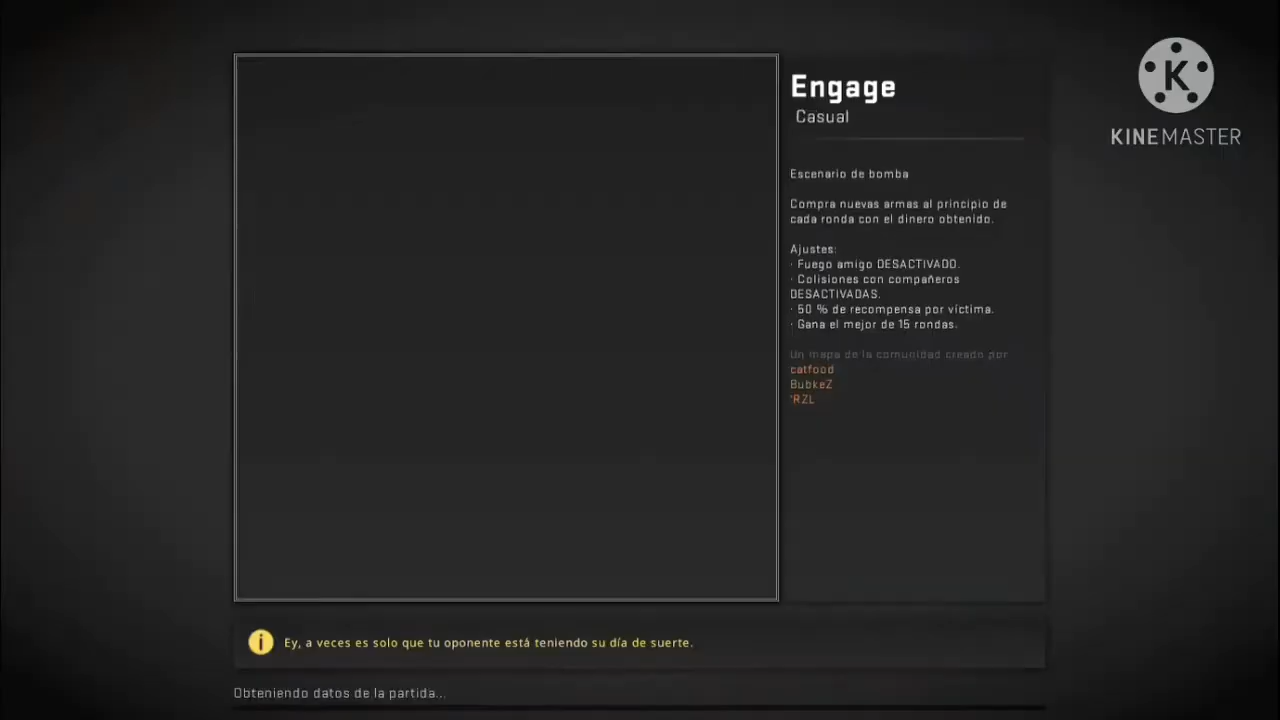 Engage
Casual
K
KINEMASTER
Escenario de bomba
Compra nuevas armas al principio de
cada ronda con el dinero obtenido.
Ajustes:
· Fuego amigo DESACTIVADO.
· Colisiones con compañeros
DESACTIVADAS.
· 50 % de recompensa por víctima.
· Gana el mejor de 15 rondas.
Un mapa de la comunidad creado por
catfood
BubkeZ
'RZL
Ey, a veces es solo que tu oponente está teniendo su día de suerte.
Obteniendo datos de la partida...